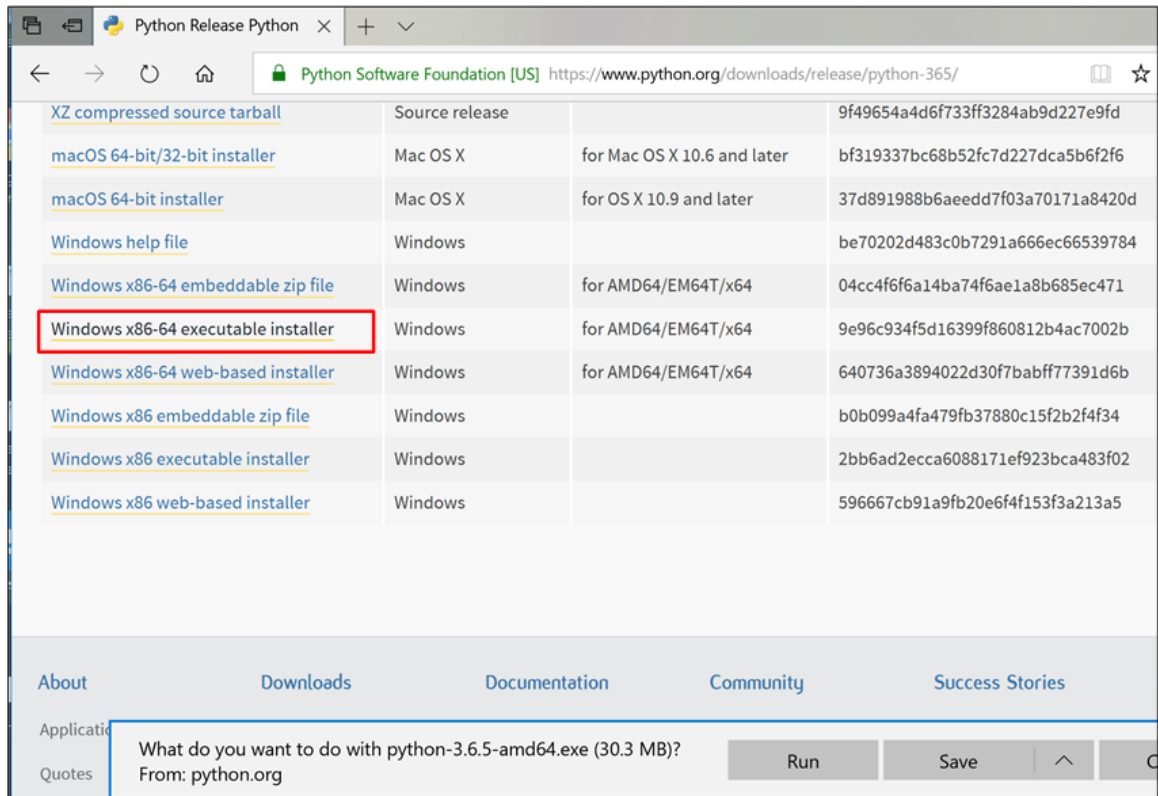 Python Release Python
Python Software Foundation [US] https://www.python.org/downloads/release/python-365/
XZ compressed source tarball Source release 9f49654a4d6f733ff3284ab9d227e9fd
macOS 64-bit/32-bit installer Mac OS X for Mac OS X 10.6 and later bf319337bc68b52fc7d227dca5b6f2f6
macOS 64-bit installer Mac OS X for OS X 10.9 and later 37d891988b6aeedd7f03a70171a8420d
Windows help file Windows be70202d483c0b7291a666ec66539784
Windows x86-64 embeddable zip file Windows for AMD64/EM64T/x64 04cc4f6f6a14ba74f6ae1a8b685ec471
Windows x86-64 executable installer Windows for AMD64/EM64T/x64 9e96c934f5d16399f860812b4ac7002b
Windows x86-64 web-based installer Windows for AMD64/EM64T/x64 640736a3894022d30f7babff77391d6b
Windows x86 embeddable zip file Windows b0b099a4fa479fb37880c15f2b2f4f34
Windows x86 executable installer Windows 2bb6ad2ecca6088171ef923bca483f02
Windows x86 web-based installer Windows 596667cb91a9fb20e6f4f153f3a213a5
About Downloads Documentation Community Success Stories
Applicatio
Quotes
What do you want to do with python-3.6.5-amd64.exe (30.3 MB)?
From: python.org
Run Save C